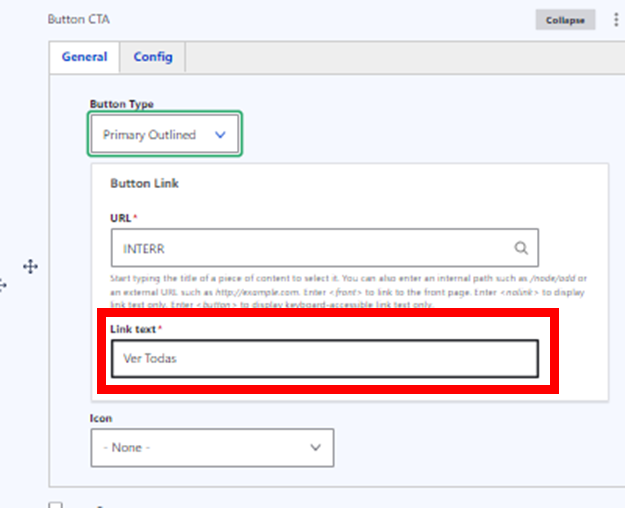 Button CTA
Collapse
General
Config
Button Type
Primary Outlined
Button Link
URL*
INTERR
Start typing the title of a piece of content to select it. You can also enter an internal path such as /node/add or
an external URL such as http://example.com. Enter <front> to link to the front page. Enter <nolink> to display
link text only. Enter <button> to display keyboard-accessible link text only.
Link text*
Ver Todas
Icon
- None -